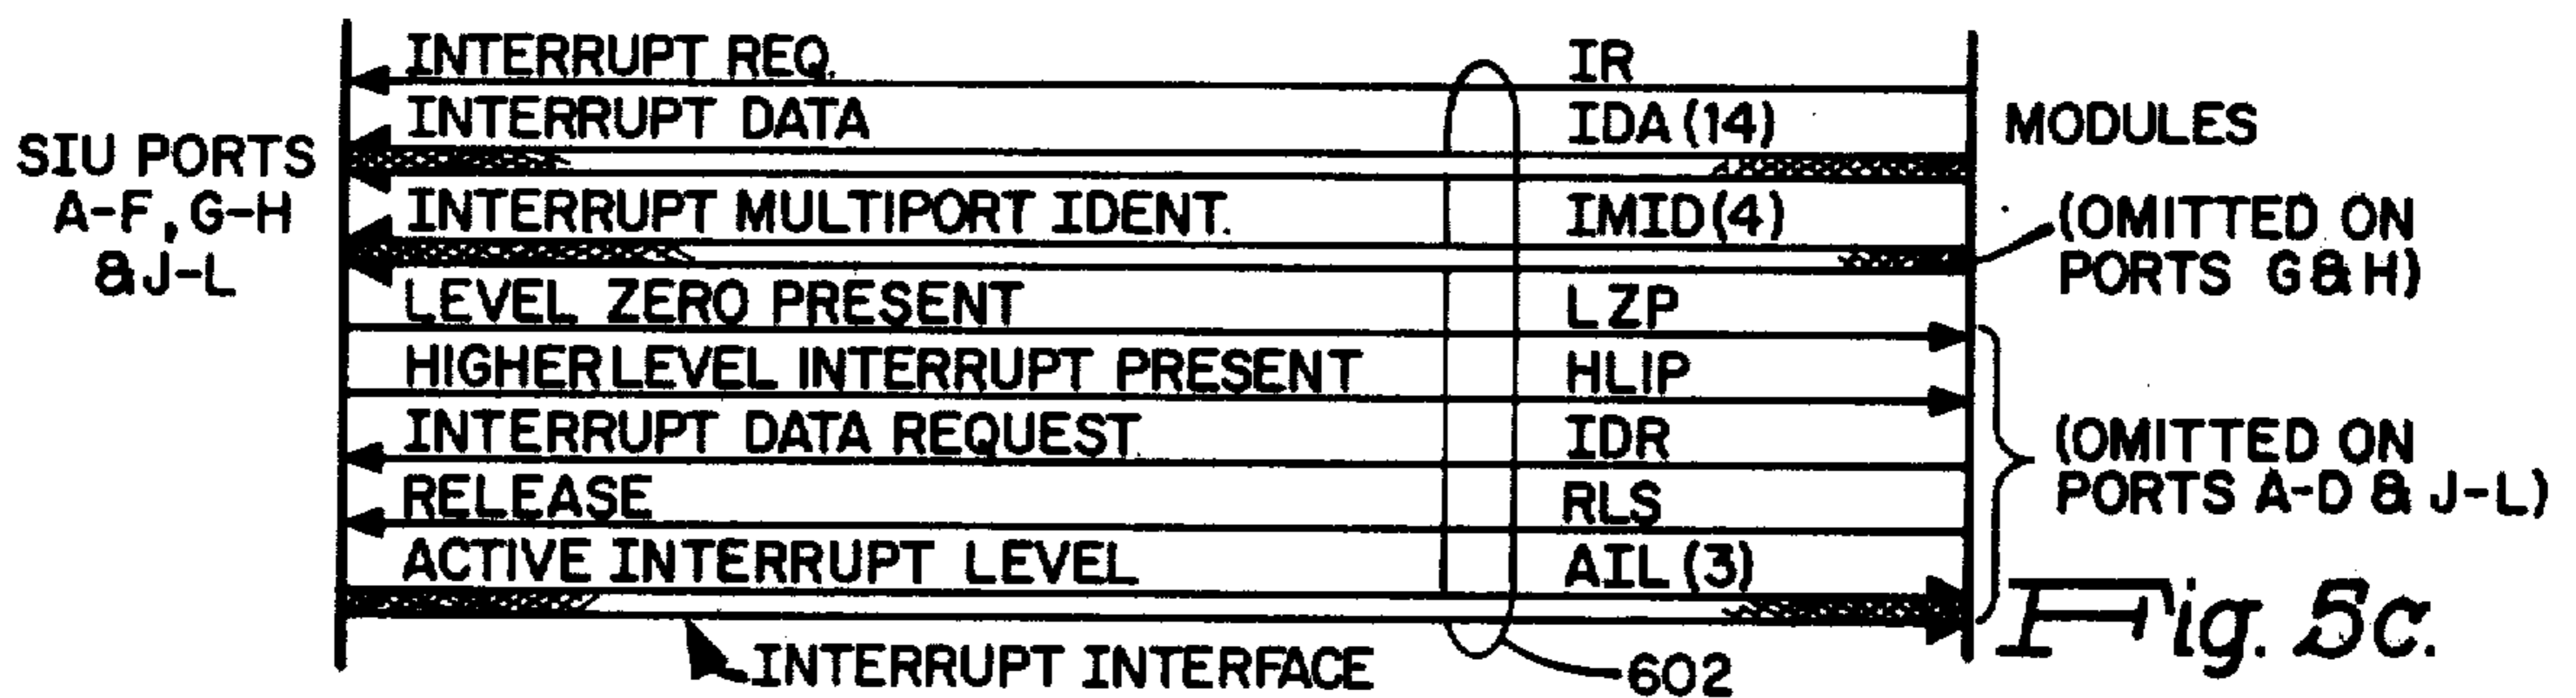 INTERRUPT REQ. IR
INTERRUPT DATA IDA (14)
MODULES
SIU PORTS
A-F, G-H
& J-L
INTERRUPT MULTIPORT IDENT. IMID (4)
(OMITTED ON
PORTS G & H)
LEVEL ZERO PRESENT LZP
HIGHER LEVEL INTERRUPT PRESENT HLIP
INTERRUPT DATA REQUEST IDR
RELEASE RLS
(OMITTED ON
PORTS A-D & J-L)
ACTIVE INTERRUPT LEVEL AIL (3)
INTERRUPT INTERFACE
602
Fig. 5c.